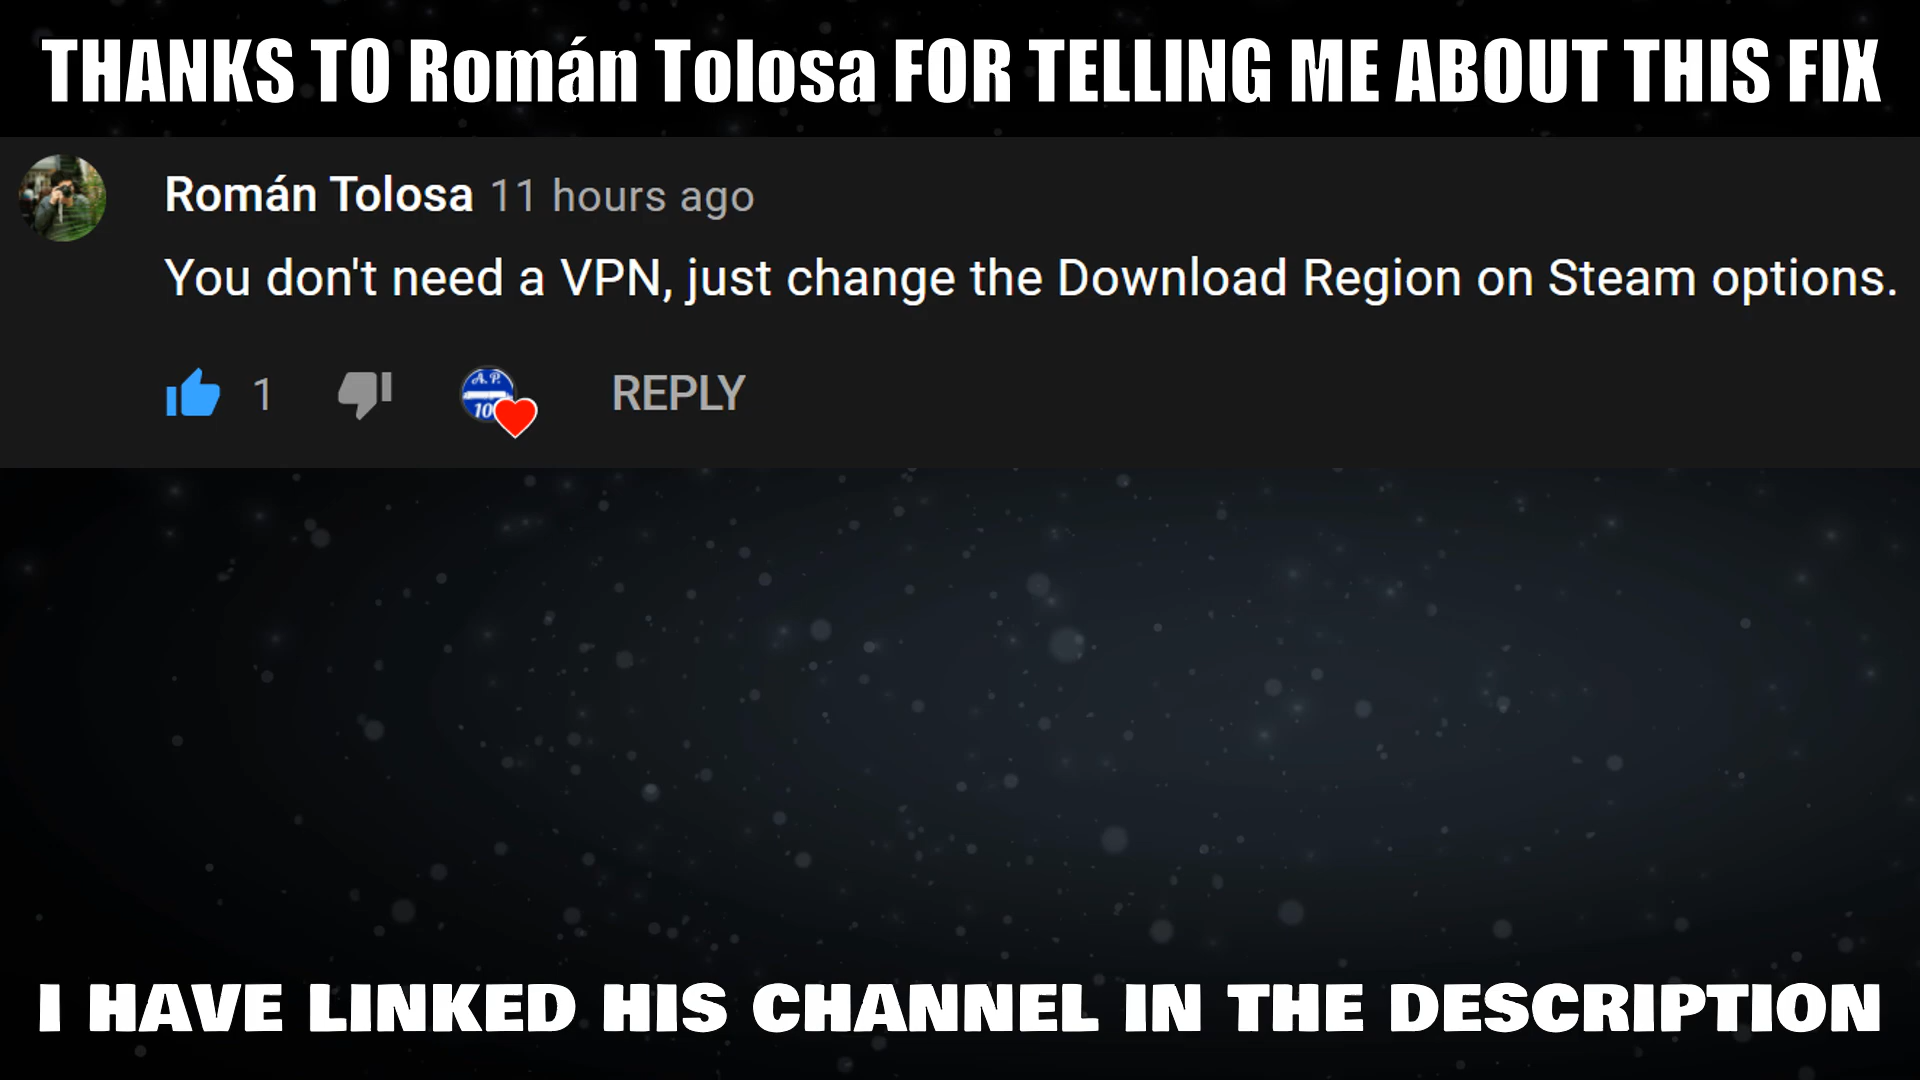 THANKS TO Román Tolosa FOR TELLING ME ABOUT THIS FIX
Román Tolosa 11 hours ago
You don't need a VPN, just change the Download Region on Steam options.
1 A.P. 10 REPLY
I HAVE LINKED HIS CHANNEL IN THE DESCRIPTION